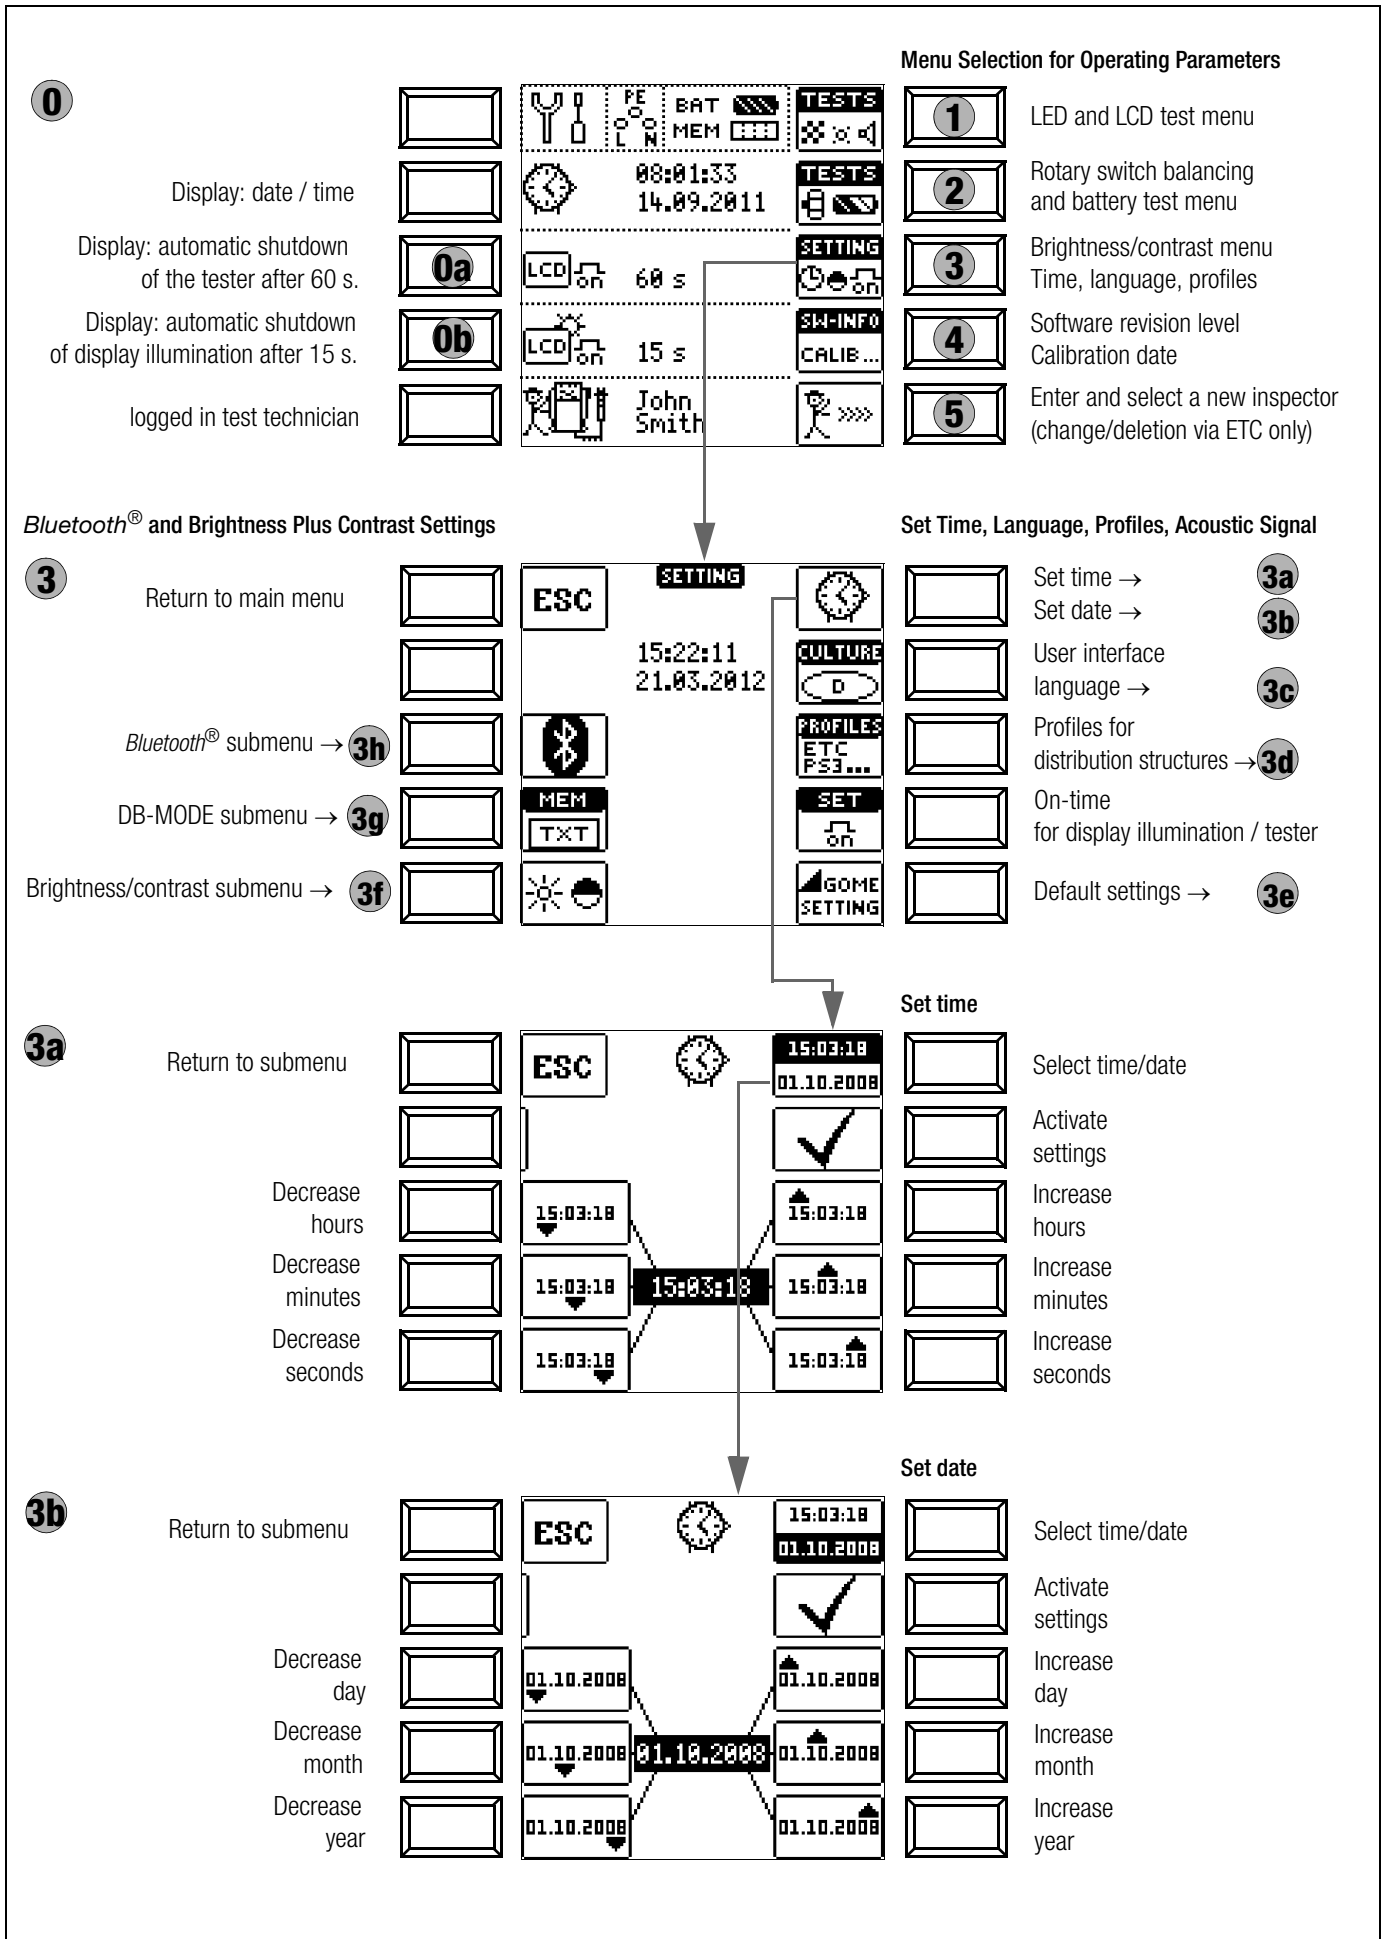 Menu Selection for Operating Parameters
0
PE
L N
BAT
MEM
TESTS
1
LED and LCD test menu
Display: date / time
08:01:33
14.09.2011
TESTS
2
Rotary switch balancing
and battery test menu
Display: automatic shutdown
of the tester after 60 s.
0a
LCD
on
60 s
SETTING
on
3
Brightness/contrast menu
Time, language, profiles
Display: automatic shutdown
of display illumination after 15 s.
0b
LCD
on
15 s
SW-INFO
CALIB ...
4
Software revision level
Calibration date
logged in test technician
John
Smith
»»»
5
Enter and select a new inspector
(change/deletion via ETC only)
Bluetooth® and Brightness Plus Contrast Settings
Set Time, Language, Profiles, Acoustic Signal
3
Return to main menu
ESC
SETTING
Set time → 3a
Set date → 3b
15:22:11
21.03.2012
CULTURE
D
User interface
language → 3c
Bluetooth® submenu → 3h
PROFILES
ETC
PS3...
Profiles for
distribution structures → 3d
DB-MODE submenu → 3g
MEM
TXT
SET
on
On-time
for display illumination / tester
Brightness/contrast submenu → 3f
GOME
SETTING
Default settings → 3e
Set time
3a
Return to submenu
ESC
15:03:18
01.10.2008
Select time/date
Activate
settings
Decrease
hours
15:03:18
15:03:18
Increase
hours
Decrease
minutes
15:03:18
15:03:18
15:03:18
Increase
minutes
Decrease
seconds
15:03:18
15:03:18
Increase
seconds
Set date
3b
Return to submenu
ESC
15:03:18
01.10.2008
Select time/date
Activate
settings
Decrease
day
01.10.2008
01.10.2008
Increase
day
Decrease
month
01.10.2008
01.10.2008
01.10.2008
Increase
month
Decrease
year
01.10.2008
01.10.2008
Increase
year